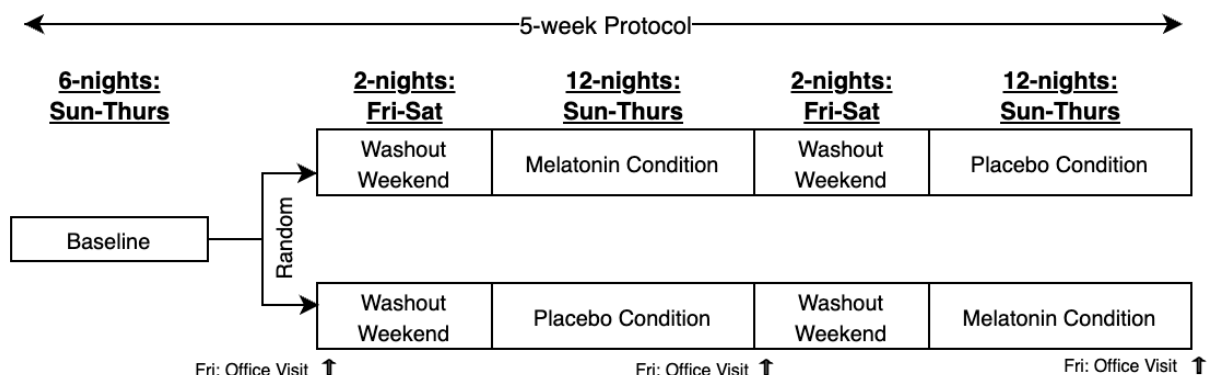 5-week Protocol
6-nights:
Sun-Thurs
2-nights:
Fri-Sat
12-nights:
Sun-Thurs
2-nights:
Fri-Sat
12-nights:
Sun-Thurs
Baseline
Random
Washout
Weekend
Melatonin Condition
Washout
Weekend
Placebo Condition
Washout
Weekend
Placebo Condition
Washout
Weekend
Melatonin Condition
Fri: Office Visit
Fri: Office Visit
Fri: Office Visit